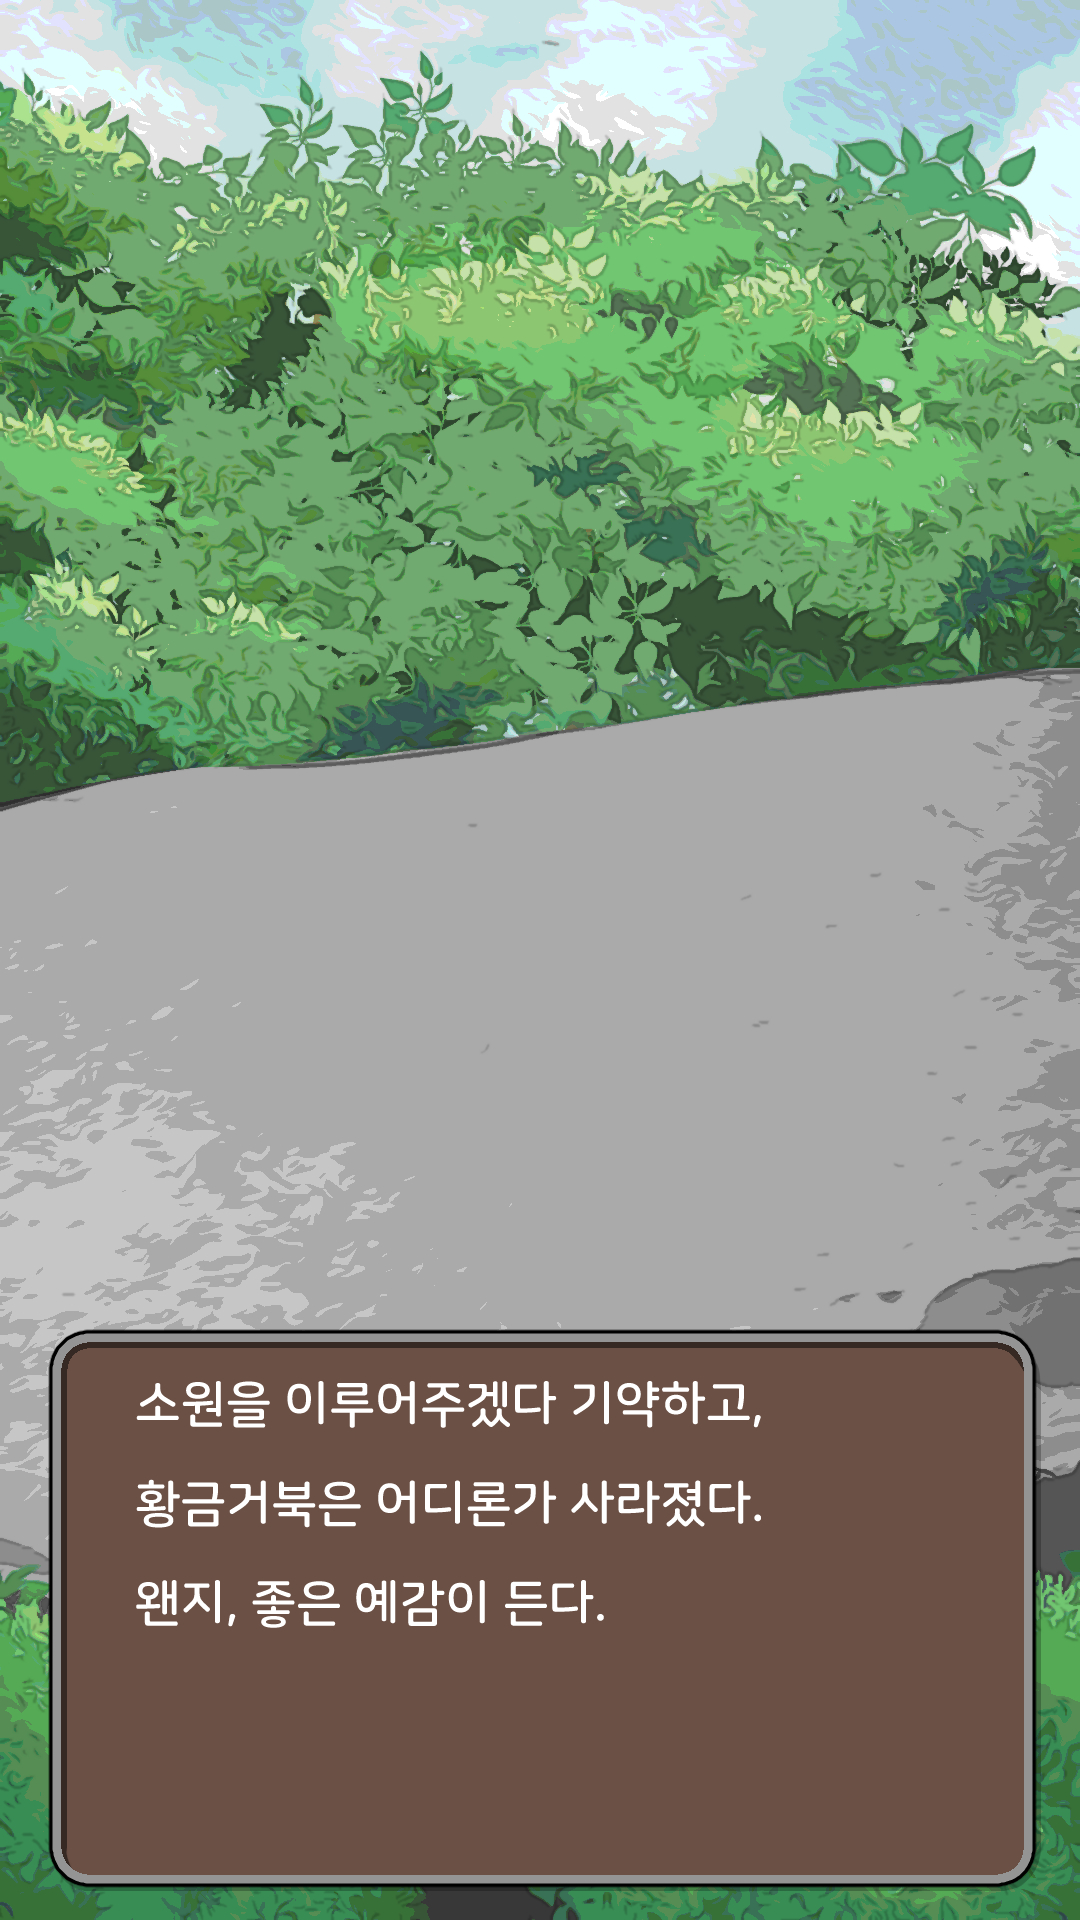 소원을 이루어주겠다 기약하고,
황금거북은 어디론가 사라졌다.
왠지, 좋은 예감이 든다.